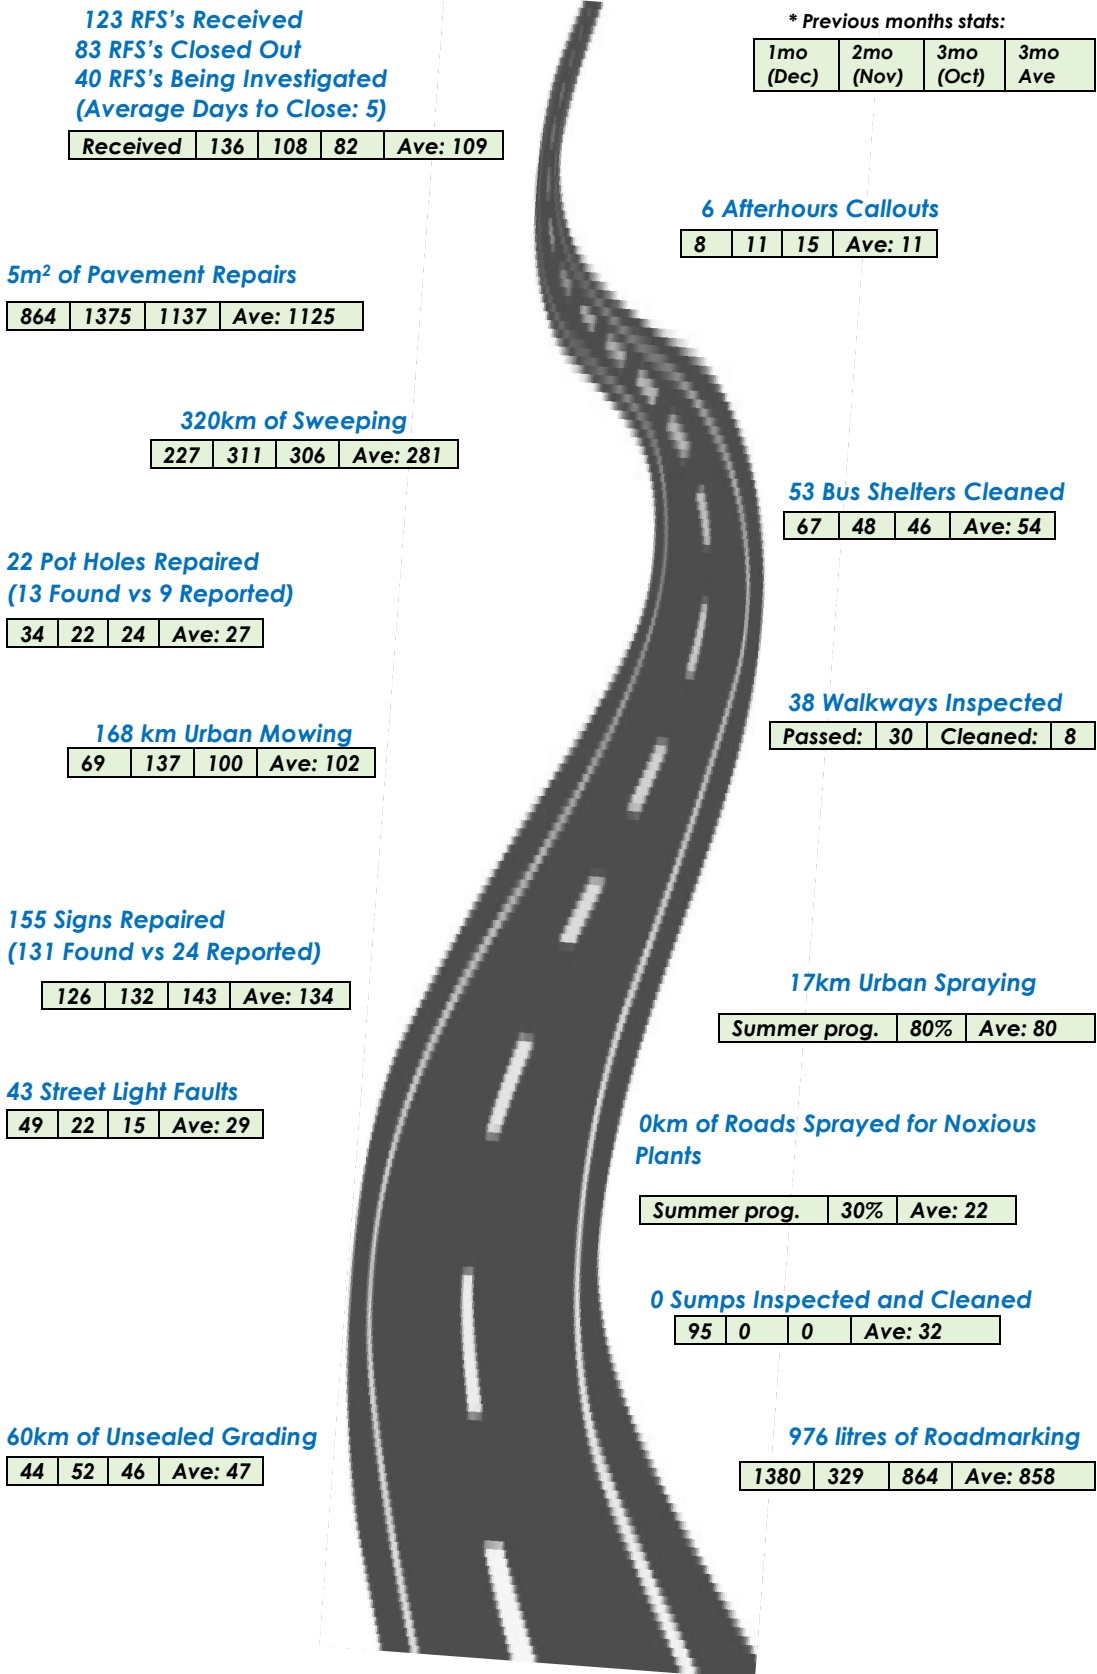 123 RFS's Received
83 RFS's Closed Out
40 RFS's Being Investigated
(Average Days to Close: 5)
Received 136 108 82 Ave: 109
* Previous months stats:
1mo 2mo 3mo 3mo
(Dec) (Nov) (Oct) Ave
6 Afterhours Callouts
8 11 15 Ave: 11
5m² of Pavement Repairs
864 1375 1137 Ave: 1125
320km of Sweeping
227 311 306 Ave: 281
53 Bus Shelters Cleaned
67 48 46 Ave: 54
22 Pot Holes Repaired
(13 Found vs 9 Reported)
34 22 24 Ave: 27
38 Walkways Inspected
Passed: 30 Cleaned: 8
168 km Urban Mowing
69 137 100 Ave: 102
155 Signs Repaired
(131 Found vs 24 Reported)
126 132 143 Ave: 134
17km Urban Spraying
Summer prog. 80% Ave: 80
43 Street Light Faults
49 22 15 Ave: 29
0km of Roads Sprayed for Noxious
Plants
Summer prog. 30% Ave: 22
0 Sumps Inspected and Cleaned
95 0 0 Ave: 32
60km of Unsealed Grading
44 52 46 Ave: 47
976 litres of Roadmarking
1380 329 864 Ave: 858